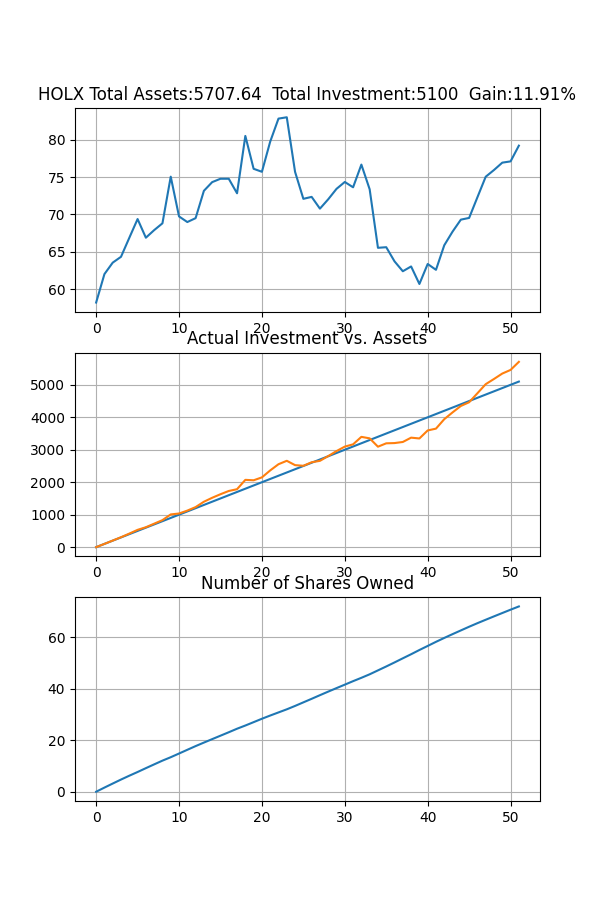 HOLX Total Assets:5707.64  Total Investment:5100  Gain:11.91%
80
75
70
65
60
0 10 20 30 40 50
Actual Investment vs. Assets
5000
4000
3000
2000
1000
0
0 10 20 30 40 50
Number of Shares Owned
60
40
20
0
0 10 20 30 40 50